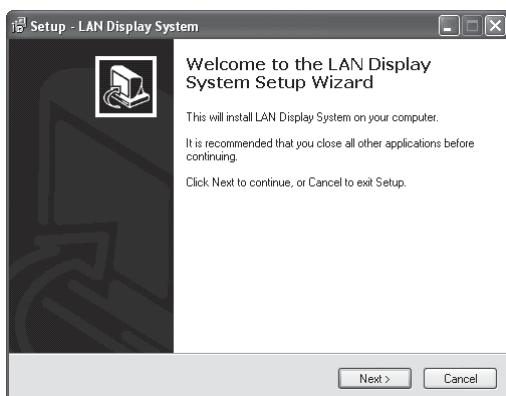 Setup - LAN Display System
Welcome to the LAN Display
System Setup Wizard
This will install LAN Display System on your computer.
It is recommended that you close all other applications before
continuing.
Click Next to continue, or Cancel to exit Setup.
Next >
Cancel